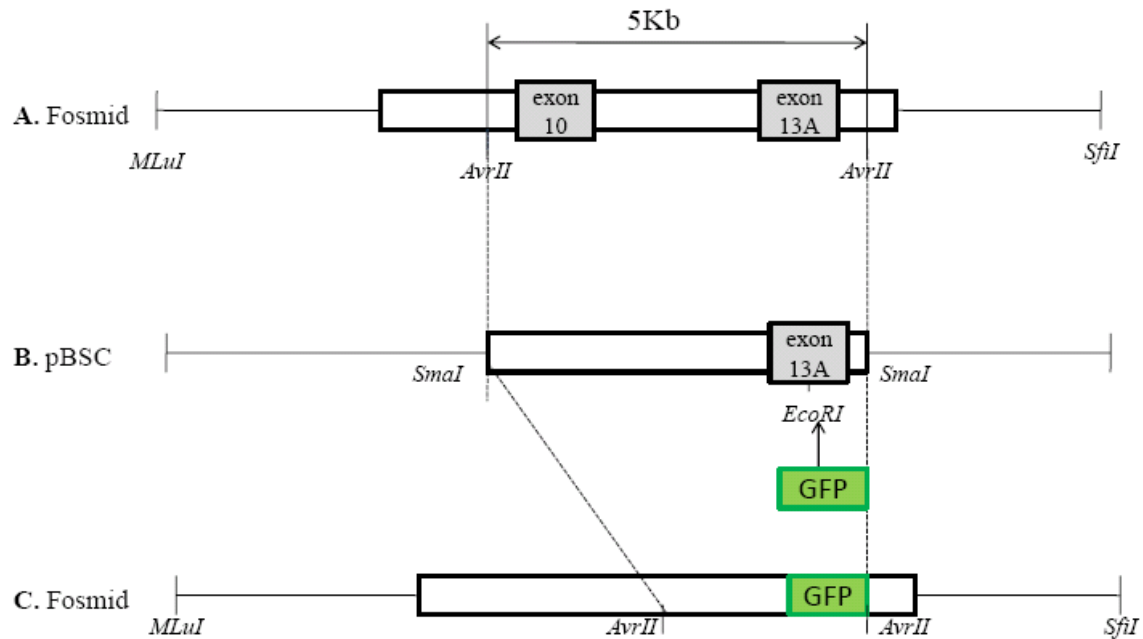 5Kb
A. Fosmid
exon
10
exon
13A
MLuI
AvrII
AvrII
SfiI
B. pBSC
exon
13A
SmaI
SmaI
EcoRI
GFP
C. Fosmid
GFP
MLuI
AvrII
AvrII
SfiI